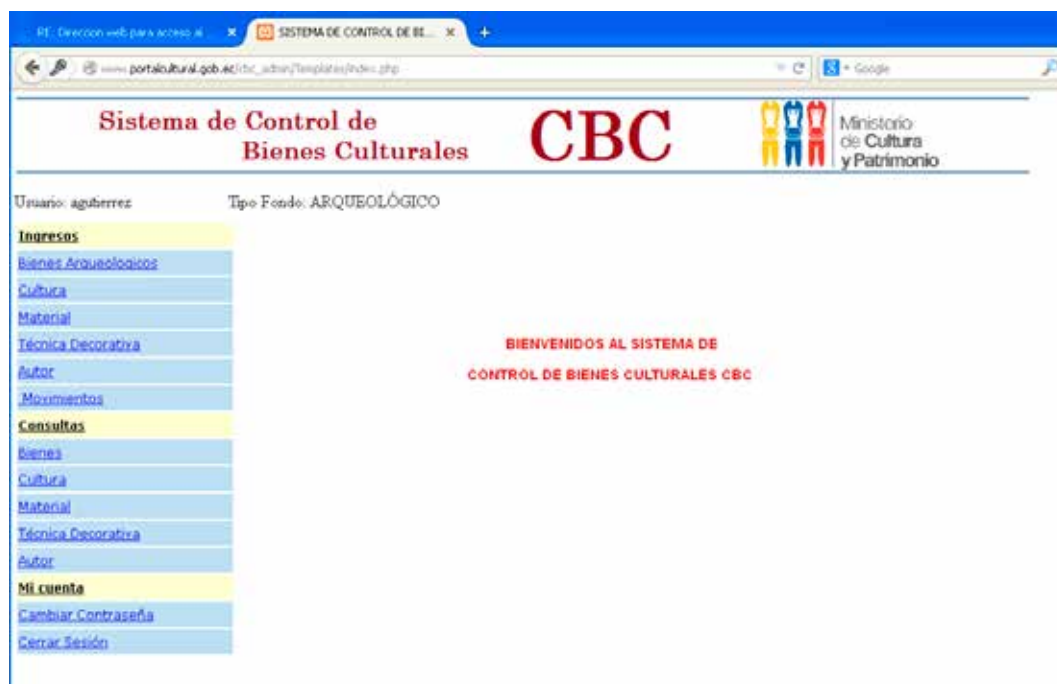 RE: Direccion web para acceso al
SISTEMA DE CONTROL DE BI...
www.portalcultural.gob.ec/cbc_admin/Templates/index.php
Google
Sistema de Control de
Bienes Culturales
CBC
Ministerio
de Cultura
y Patrimonio
Usuario: agutierrez
Tipo Fondo: ARQUEOLÓGICO
Ingresos
Bienes Arqueologicos
Cultura
Material
Técnica Decorativa
Autor
Movimientos
Consultas
Bienes
Cultura
Material
Técnica Decorativa
Autor
Mi cuenta
Cambiar Contraseña
Cerrar Sesión
BIENVENIDOS AL SISTEMA DE
CONTROL DE BIENES CULTURALES CBC